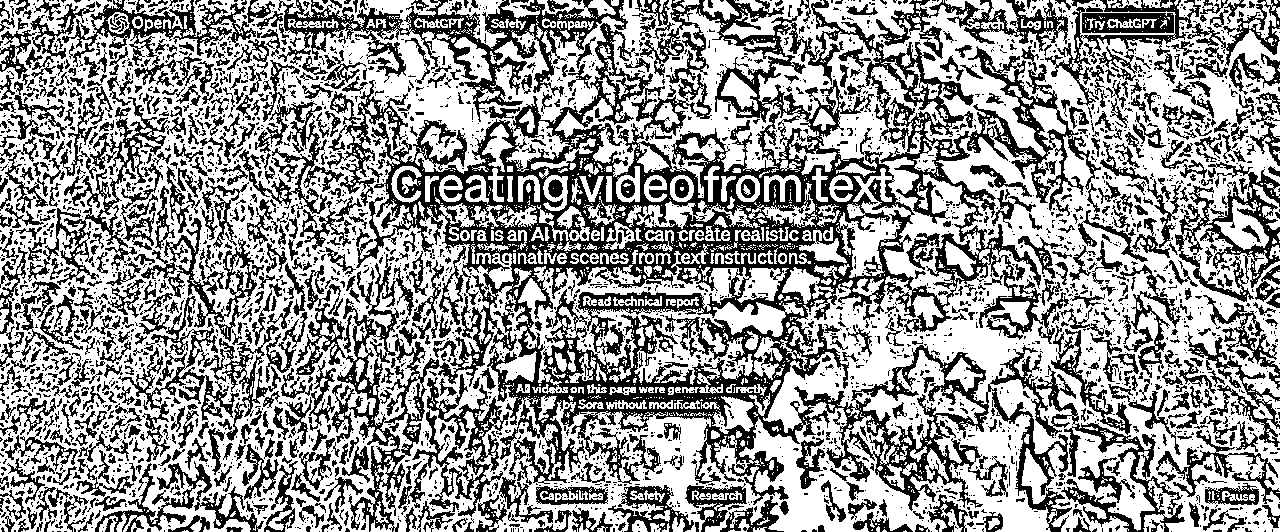 OpenAI
Research API ChatGPT Safety Company
Search Log in Try ChatGPT
Creating video from text
Sora is an AI model that can create realistic and
imaginative scenes from text instructions.
Read technical report
All videos on this page were generated directly
by Sora without modification.
Capabilities Safety Research
Pause